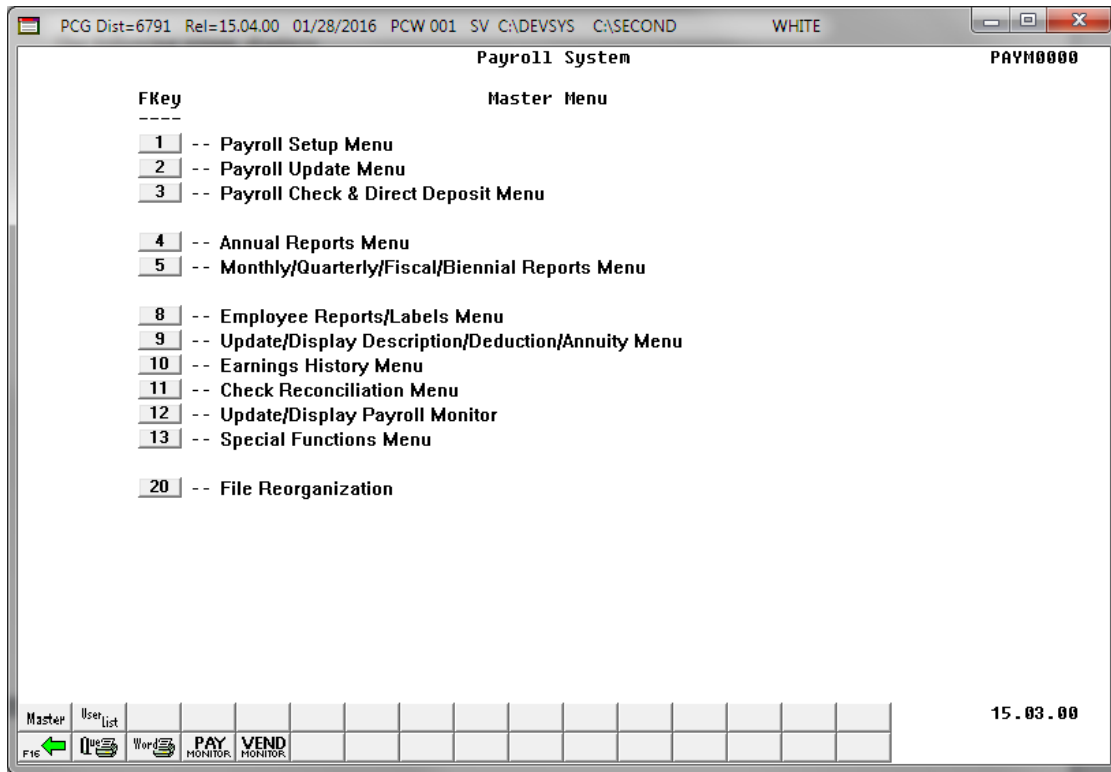 PCG Dist=6791 Rel=15.04.00 01/28/2016 PCW 001 SV C:\DEVSYS C:\SECOND WHITE
Payroll System PAYM0000
FKey Master Menu
----
1 -- Payroll Setup Menu
2 -- Payroll Update Menu
3 -- Payroll Check & Direct Deposit Menu
4 -- Annual Reports Menu
5 -- Monthly/Quarterly/Fiscal/Biennial Reports Menu
8 -- Employee Reports/Labels Menu
9 -- Update/Display Description/Deduction/Annuity Menu
10 -- Earnings History Menu
11 -- Check Reconciliation Menu
12 -- Update/Display Payroll Monitor
13 -- Special Functions Menu
20 -- File Reorganization
Master User List 15.03.00
F16 Que Word PAY MONITOR VEND MONITOR